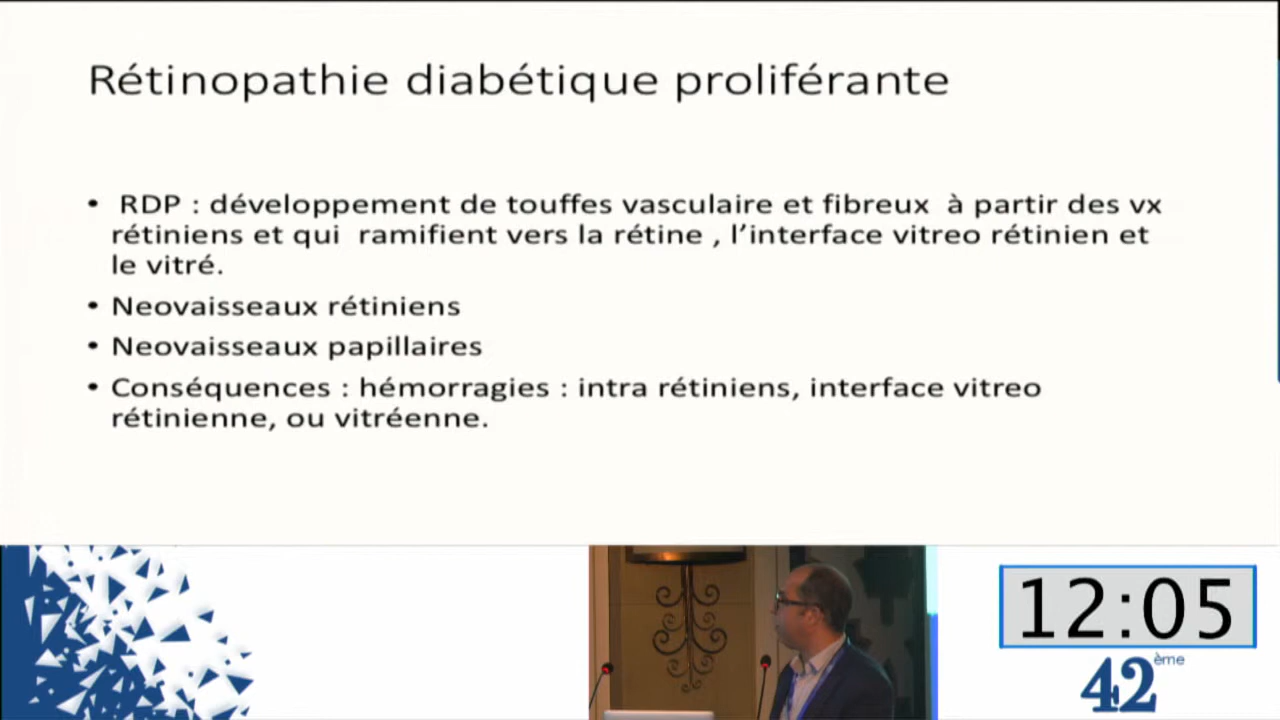 Rétinopathie diabétique proliférante
• RDP : développement de touffes vasculaire et fibreux à partir des vx
rétiniens et qui ramifient vers la rétine , l’interface vitreo rétinien et
le vitré.
• Neovaisseaux rétiniens
• Neovaisseaux papillaires
• Conséquences : hémorragies : intra rétiniens, interface vitreo
rétinienne, ou vitréenne.
12:05
42ème